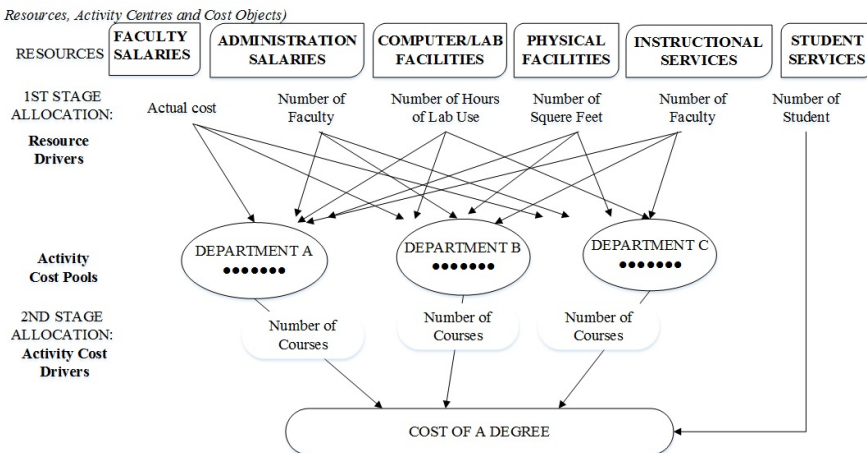 Resources, Activity Centres and Cost Objects)
RESOURCES
FACULTY
SALARIES
ADMINISTRATION
SALARIES
COMPUTER/LAB
FACILITIES
PHYSICAL
FACILITIES
INSTRUCTIONAL
SERVICES
STUDENT
SERVICES
1ST STAGE
ALLOCATION:
Resource
Drivers
Actual cost
Number of
Faculty
Number of Hours
of Lab Use
Number of
Squere Feet
Number of
Faculty
Number of
Student
Activity
Cost Pools
DEPARTMENT A
DEPARTMENT B
DEPARTMENT C
2ND STAGE
ALLOCATION:
Activity Cost
Drivers
Number of
Courses
Number of
Courses
Number of
Courses
COST OF A DEGREE